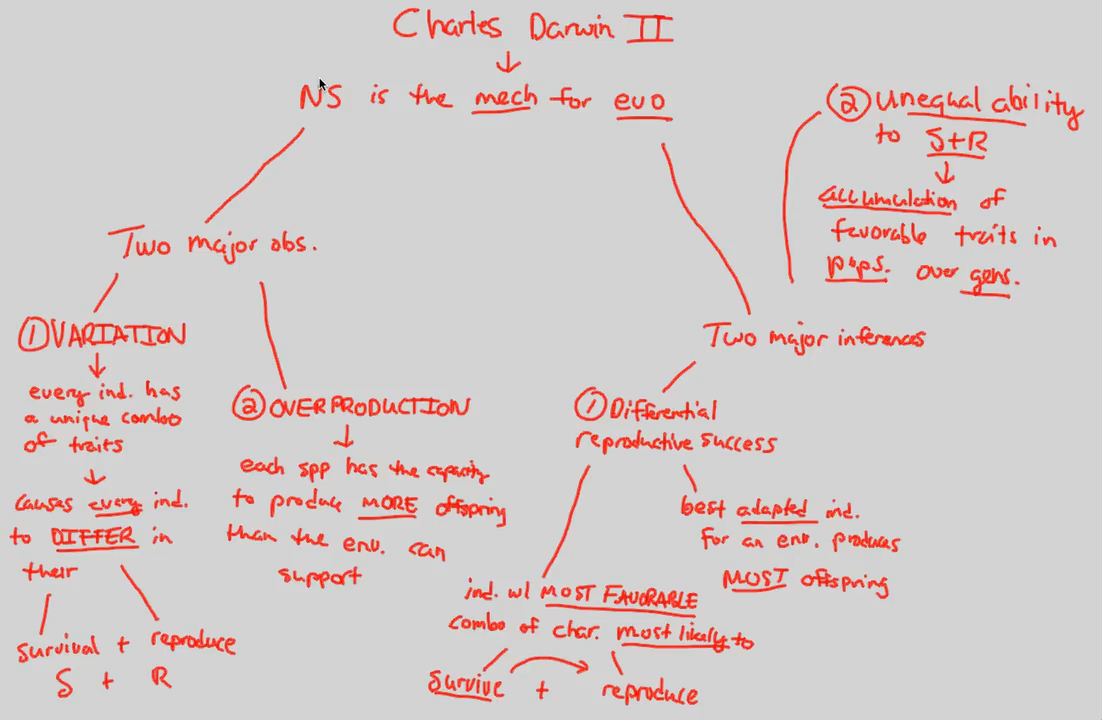 Charles Darwin II
↓
NS is the mech for evo
Two major obs.
① VARIATION
↓
every ind. has
a unique combo
of traits
↓
causes every ind.
to DIFFER in
their
survival + reproduce
S + R
② OVERPRODUCTION
↓
each spp has the capacity
to produce MORE offspring
than the env. can
support
Two major inferences
① Differential
reproductive success
ind. w/ MOST FAVORABLE
combo of char. most likely to
survive + reproduce
best adapted ind.
for an env. produces
MOST offspring
② Unequal ability
to S+R
↓
accumulation of
favorable traits in
pops. over gens.